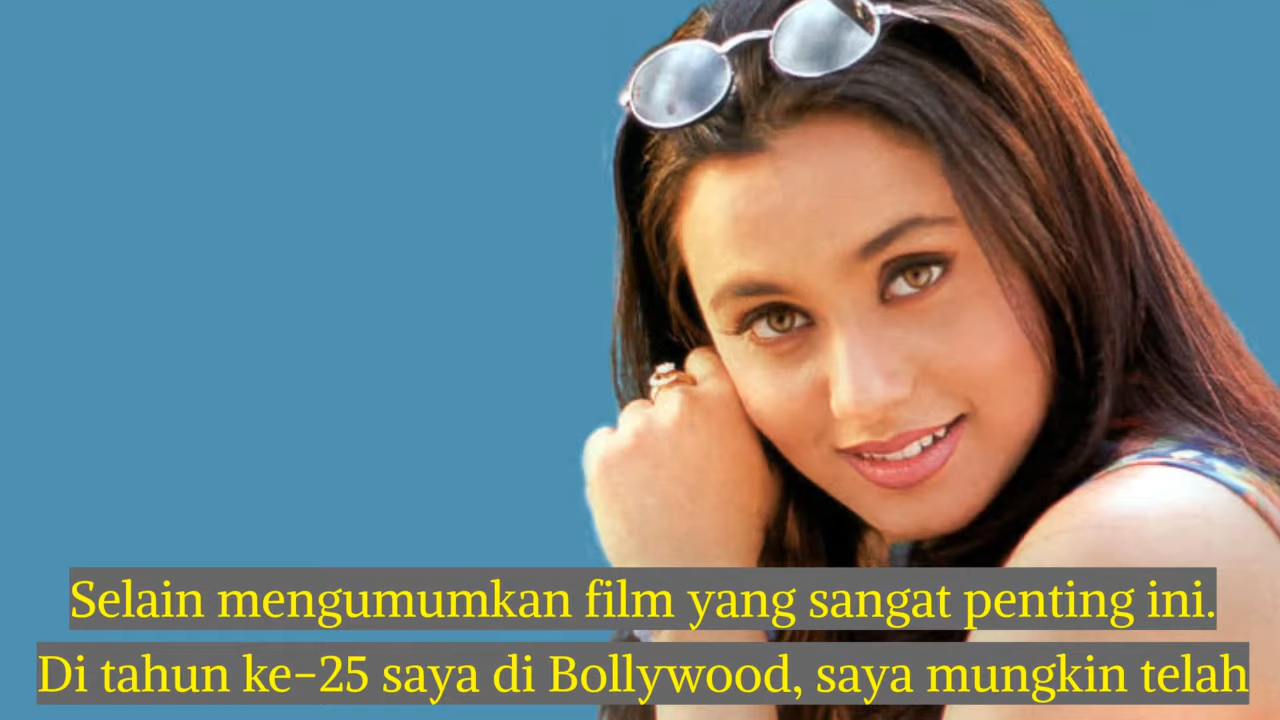 Selain mengumumkan film yang sangat penting ini.
Di tahun ke-25 saya di Bollywood, saya mungkin telah